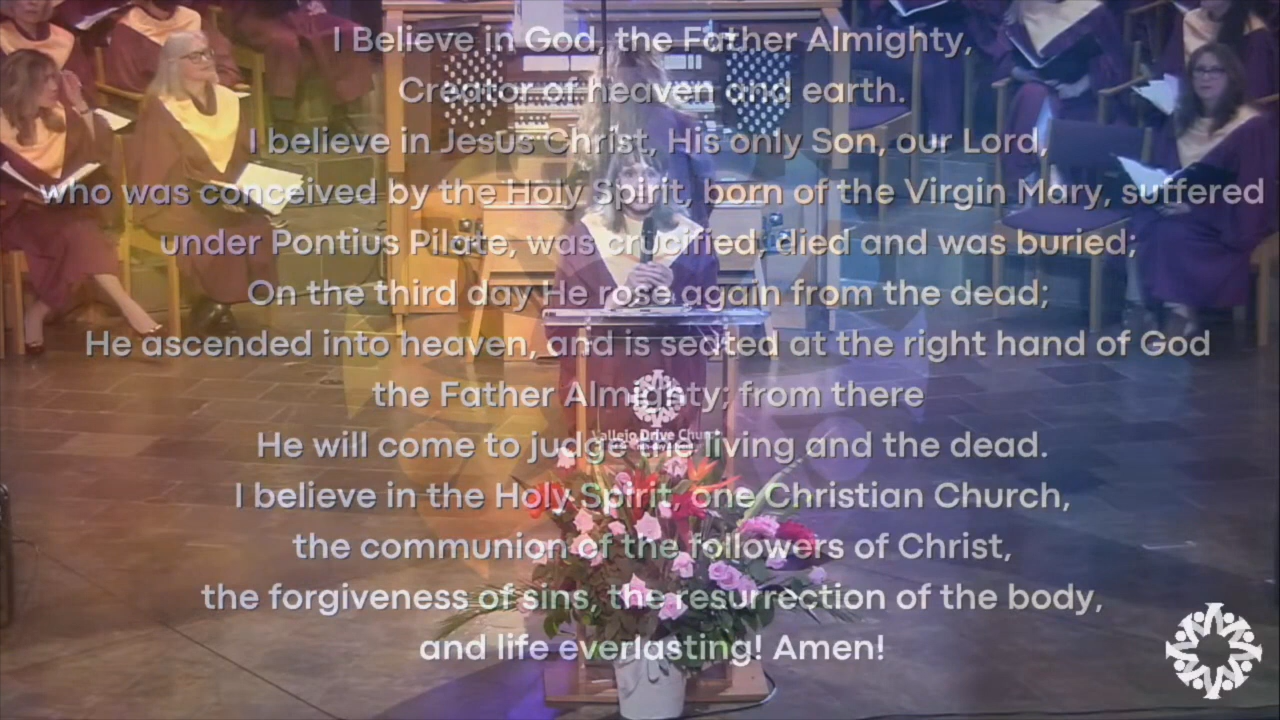 I Believe in God, the Father Almighty,
Creator of heaven and earth.
I believe in Jesus Christ, His only Son, our Lord,
who was conceived by the Holy Spirit, born of the Virgin Mary, suffered
under Pontius Pilate, was crucified, died and was buried;
On the third day He rose again from the dead;
He ascended into heaven, and is seated at the right hand of God
the Father Almighty; from there
He will come to judge the living and the dead.
Vallejo Drive Church
I believe in the Holy Spirit, one Christian Church,
the communion of the followers of Christ,
the forgiveness of sins, the resurrection of the body,
and life everlasting! Amen!